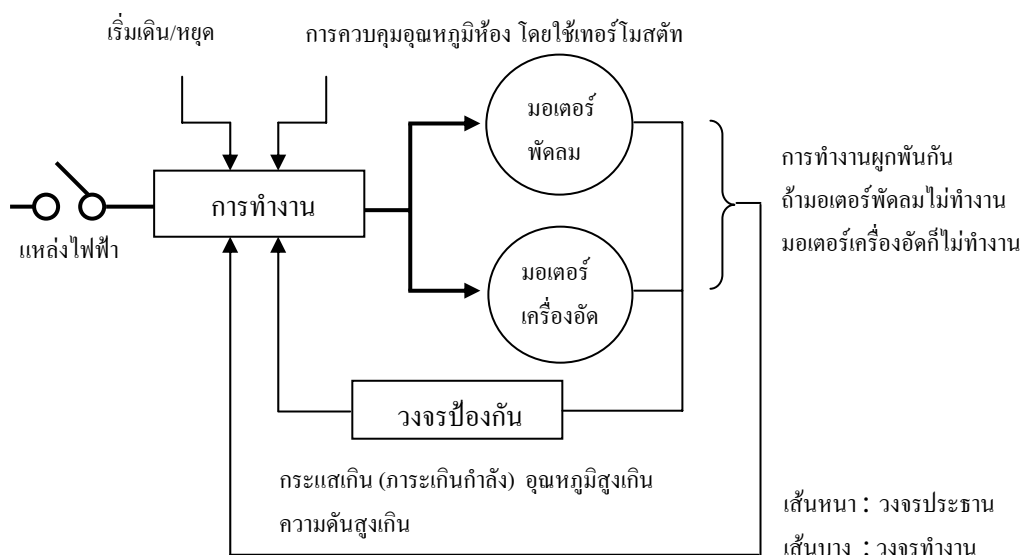 เริ่มเดิน/หยุด
การควบคุมอุณหภูมิห้อง โดยใช้เทอร์โมสตัท
มอเตอร์
พัดลม
การทำงานผูกพันกัน
ถ้ามอเตอร์พัดลมไม่ทำงาน
มอเตอร์เครื่องอัดก็ไม่ทำงาน
การทำงาน
แหล่งไฟฟ้า
มอเตอร์
เครื่องอัด
วงจรป้องกัน
กระแสเกิน (ภาระเกินกำลัง) อุณหภูมิสูงเกิน
ความดันสูงเกิน
เส้นหนา : วงจรประธาน
เส้นบาง : วงจรทำงาน